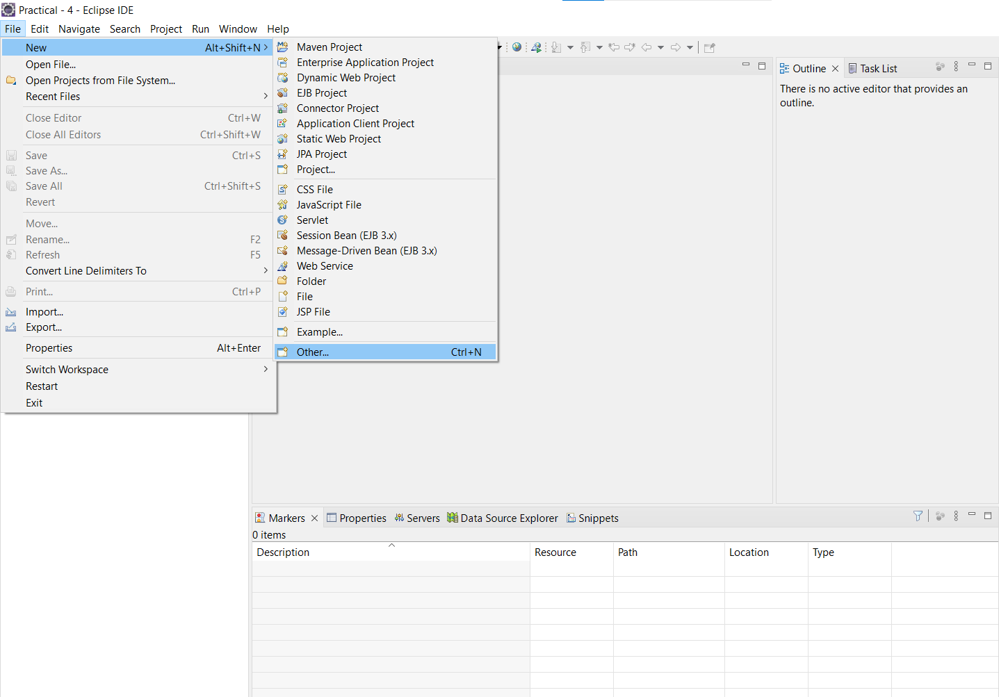 Practical - 4 - Eclipse IDE
File Edit Navigate Search Project Run Window Help
New Alt+Shift+N
Open File...
Open Projects from File System...
Recent Files
Close Editor Ctrl+W
Close All Editors Ctrl+Shift+W
Save Ctrl+S
Save As...
Save All Ctrl+Shift+S
Revert
Move...
Rename... F2
Refresh F5
Convert Line Delimiters To
Print... Ctrl+P
Import...
Export...
Properties Alt+Enter
Switch Workspace
Restart
Exit
Maven Project
Enterprise Application Project
Dynamic Web Project
EJB Project
Connector Project
Application Client Project
Static Web Project
JPA Project
Project...
CSS File
JavaScript File
Servlet
Session Bean (EJB 3.x)
Message-Driven Bean (EJB 3.x)
Web Service
Folder
File
JSP File
Example...
Other... Ctrl+N
Outline Task List
There is no active editor that provides an
outline.
Markers Properties Servers Data Source Explorer Snippets
0 items
Description Resource Path Location Type